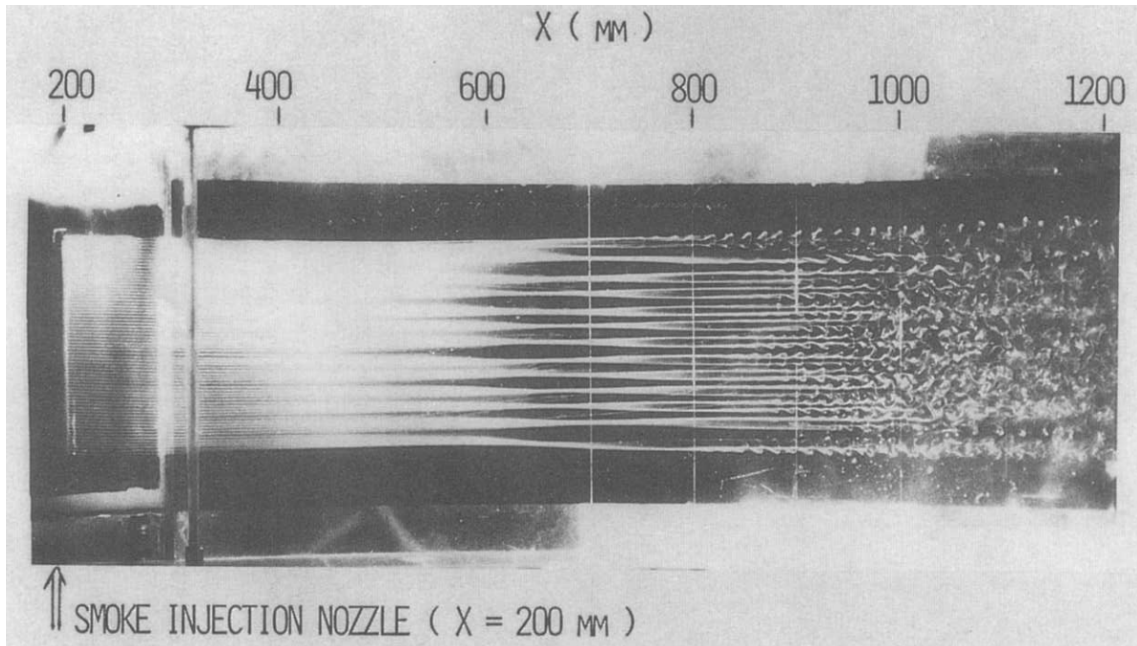 X ( MM )
200 400 600 800 1000 1200
⇑ SMOKE INJECTION NOZZLE ( X = 200 MM )